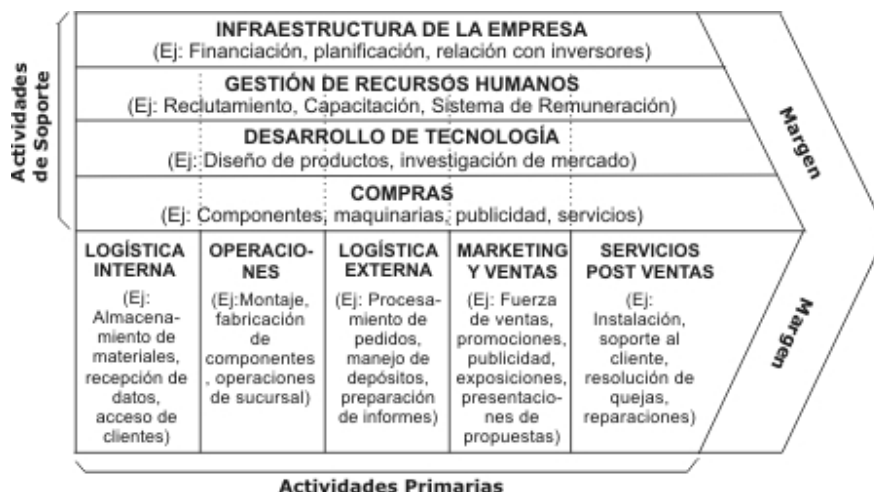 Actividades
de Soporte
INFRAESTRUCTURA DE LA EMPRESA
(Ej: Financiación, planificación, relación con inversores)
GESTIÓN DE RECURSOS HUMANOS
(Ej: Reclutamiento, Capacitación, Sistema de Remuneración)
DESARROLLO DE TECNOLOGÍA
(Ej: Diseño de productos, investigación de mercado)
COMPRAS
(Ej: Componentes, maquinarias, publicidad, servicios)
Margen
LOGÍSTICA
INTERNA
(Ej:
Almacena-
miento de
materiales,
recepción de
datos,
acceso de
clientes)
OPERACIO-
NES
(Ej:Montaje,
fabricación
de
componentes
, operaciones
de sucursal)
LOGÍSTICA
EXTERNA
(Ej: Procesa-
miento de
pedidos,
manejo de
depósitos,
preparación
de informes)
MARKETING
Y VENTAS
(Ej: Fuerza
de ventas,
promociones,
publicidad,
exposiciones,
presentacio-
nes de
propuestas)
SERVICIOS
POST VENTAS
(Ej:
Instalación,
soporte al
cliente,
resolución de
quejas,
reparaciones)
Margen
Actividades Primarias